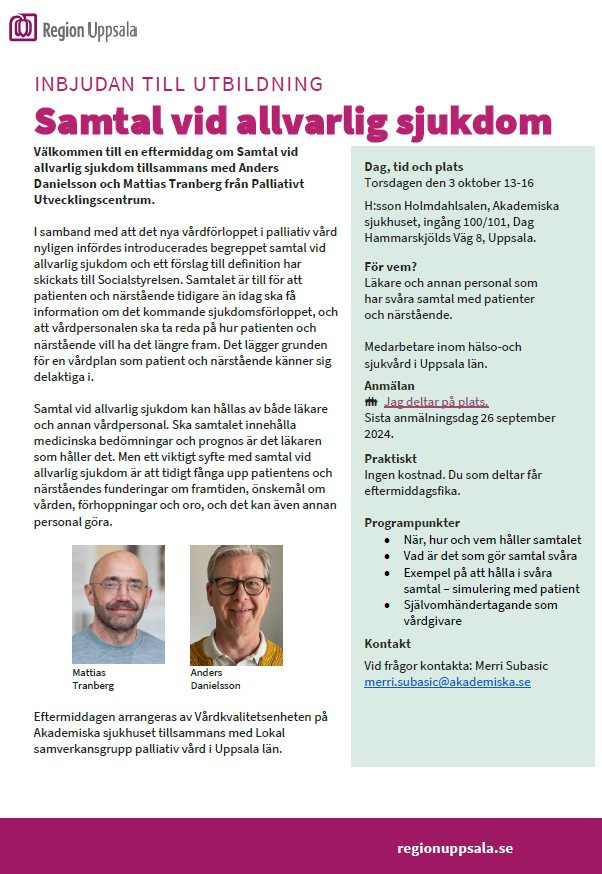 Region Uppsala
INBJUDAN TILL UTBILDNING
Samtal vid allvarlig sjukdom
Välkommen till en eftermiddag om Samtal vid
allvarlig sjukdom tillsammans med Anders
Danielsson och Mattias Tranberg från Palliativt
Utvecklingscentrum.
I samband med att det nya vårdförloppet i palliativ vård
nyligen infördes introducerades begreppet samtal vid
allvarlig sjukdom och ett förslag till definition har
skickats till Socialstyrelsen. Samtalet är till för att
patienten och närstående tidigare än idag ska få
information om det kommande sjukdomsförloppet, och
att vårdpersonalen ska ta reda på hur patienten och
närstående vill ha det längre fram. Det lägger grunden
för en vårdplan som patient och närstående känner sig
delaktiga i.
Samtal vid allvarlig sjukdom kan hållas av både läkare
och annan vårdpersonal. Ska samtalet innehålla
medicinska bedömningar och prognos är det läkaren
som håller det. Men ett viktigt syfte med samtal vid
allvarlig sjukdom är att tidigt fånga upp patientens och
närståendes funderingar om framtiden, önskemål om
vården, förhoppningar och oro, och det kan även annan
personal göra.
Mattias
Tranberg
Anders
Danielsson
Eftermiddagen arrangeras av Vårdkvalitetsenheten på
Akademiska sjukhuset tillsammans med Lokal
samverkansgrupp palliativ vård i Uppsala län.
Dag, tid och plats
Torsdagen den 3 oktober 13-16
H:sson Holmdahlsalen, Akademiska
sjukhuset, ingång 100/101, Dag
Hammarskjölds Väg 8, Uppsala.
För vem?
Läkare och annan personal som
har svåra samtal med patienter
och närstående.
Medarbetare inom hälso-och
sjukvård i Uppsala län.
Anmälan
Jag deltar på plats.
Sista anmälningsdag 26 september
2024.
Praktiskt
Ingen kostnad. Du som deltar får
eftermiddagsfika.
Programpunkter
• När, hur och vem håller samtalet
• Vad är det som gör samtal svåra
• Exempel på att hålla i svåra
samtal – simulering med patient
• Självomhändertagande som
vårdgivare
Kontakt
Vid frågor kontakta: Merri Subasic
merri.subasic@akademiska.se
regionuppsala.se